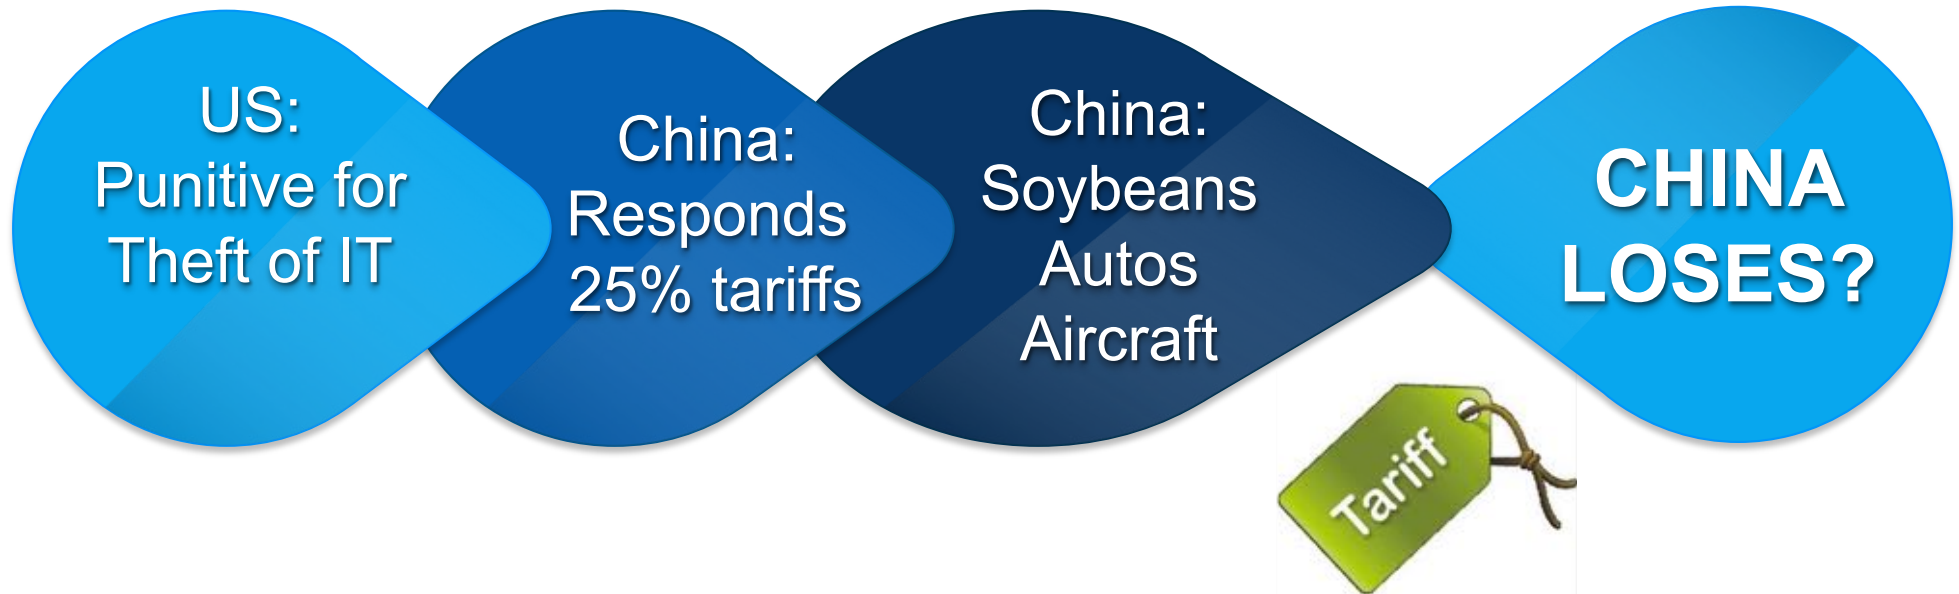 US:
Punitive for
Theft of IT
China:
Responds
25% tariffs
China:
Soybeans
Autos
Aircraft
CHINA
LOSES?
Tariff